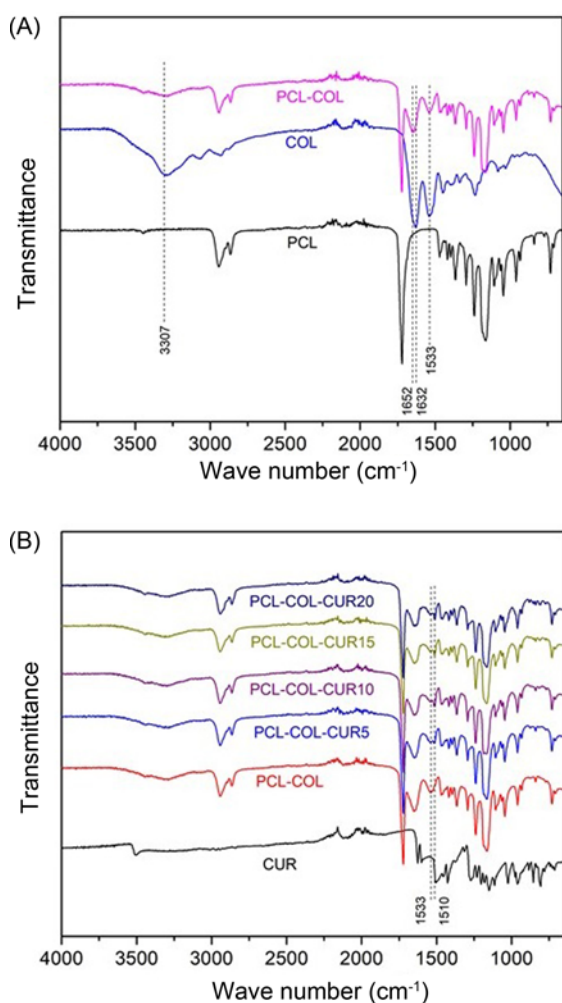 (A)
PCL-COL
COL
PCL
Transmittance
3307
1652
1632
1533
4000 3500 3000 2500 2000 1500 1000
Wave number (cm⁻¹)
(B)
PCL-COL-CUR20
PCL-COL-CUR15
PCL-COL-CUR10
PCL-COL-CUR5
PCL-COL
CUR
Transmittance
1533
1510
4000 3500 3000 2500 2000 1500 1000
Wave number (cm⁻¹)